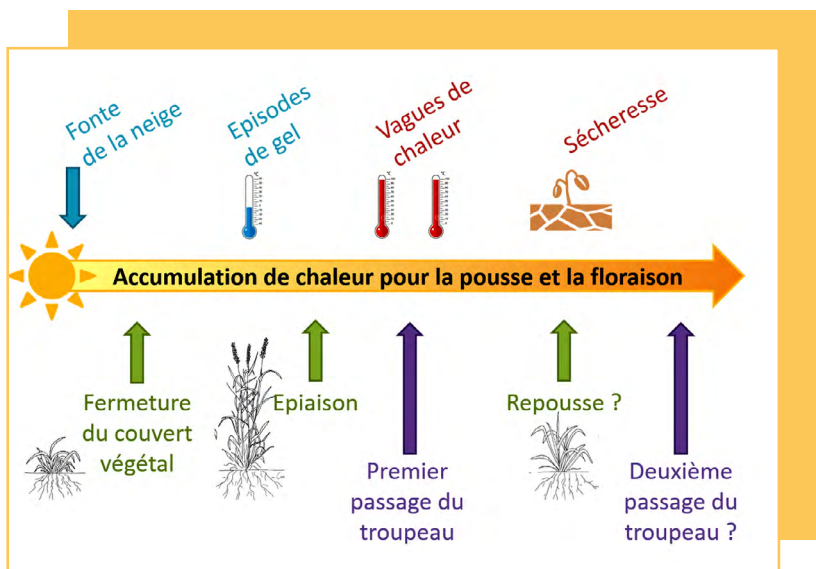 Fonte
de la neige
Episodes
de gel
Vagues de
chaleur
Sécheresse
Accumulation de chaleur pour la pousse et la floraison
Fermeture
du couvert
végétal
Epiaison
Premier
passage du
troupeau
Repousse ?
Deuxième
passage du
troupeau ?